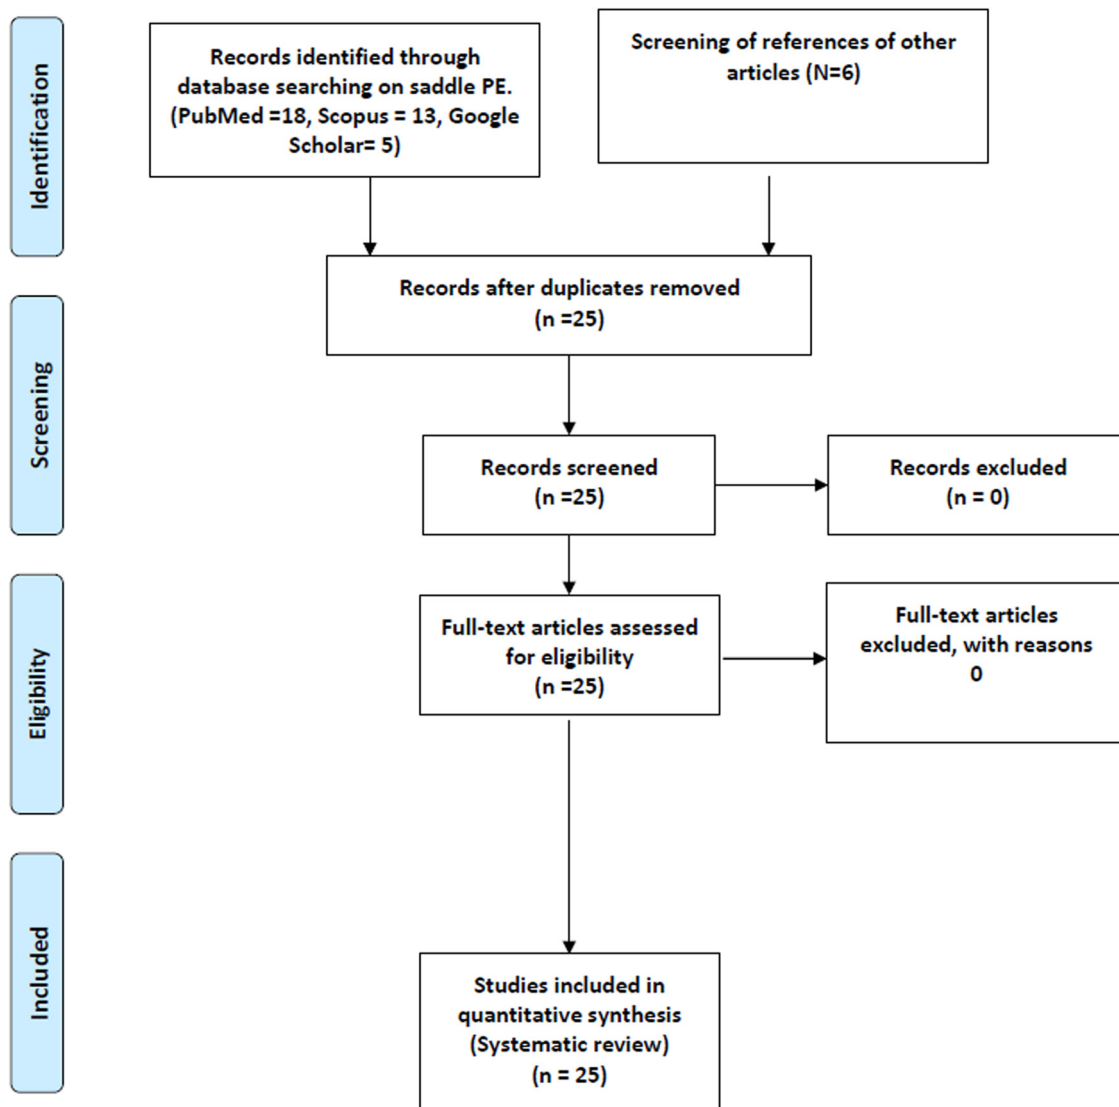 Identification
Records identified through
database searching on saddle PE.
(PubMed =18, Scopus = 13, Google
Scholar= 5)
Screening of references of other
articles (N=6)
Records after duplicates removed
(n =25)
Screening
Records screened
(n =25)
Records excluded
(n = 0)
Eligibility
Full-text articles assessed
for eligibility
(n =25)
Full-text articles
excluded, with reasons
0
Included
Studies included in
quantitative synthesis
(Systematic review)
(n = 25)